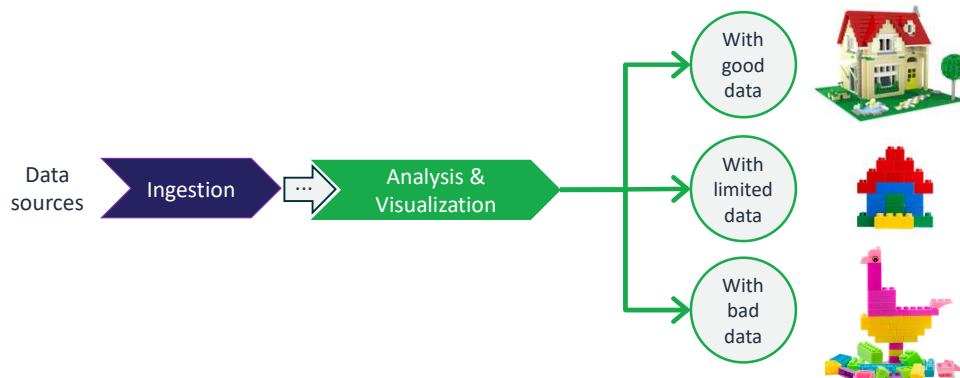 Data
sources
Ingestion
...
Analysis &
Visualization
With
good
data
With
limited
data
With
bad
data